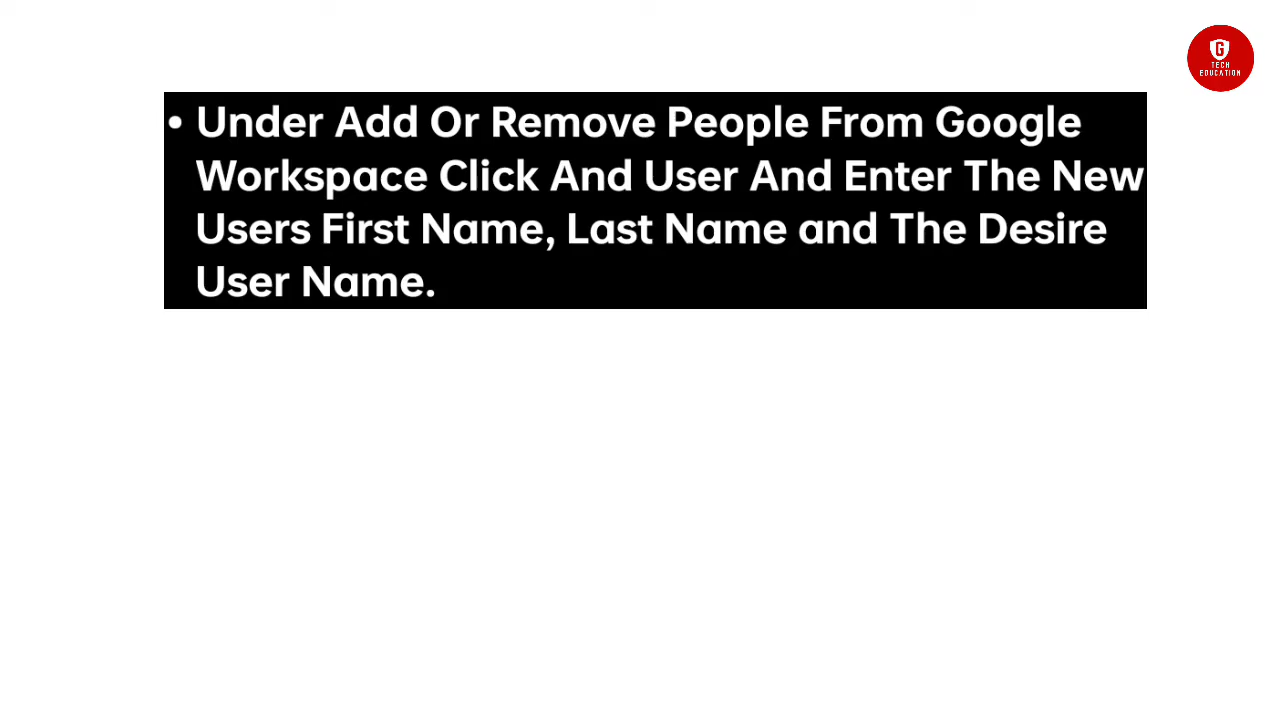 G
TECH
EDUCATION
• Under Add Or Remove People From Google
Workspace Click And User And Enter The New
Users First Name, Last Name and The Desire
User Name.